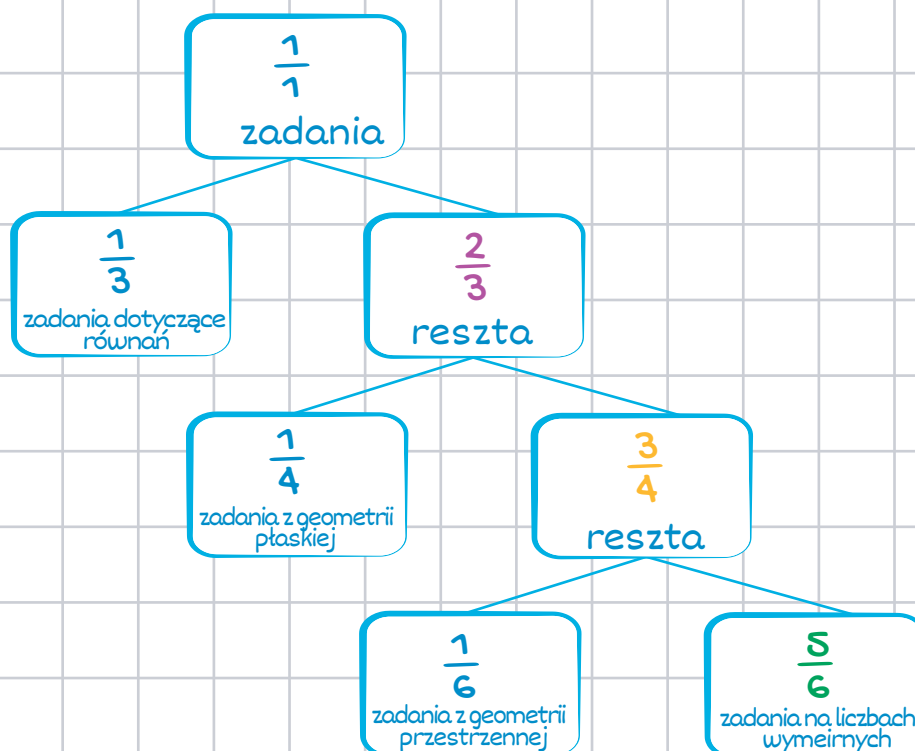 1
1
zadania
1
3
zadania dotyczące
równań
2
3
reszta
1
4
zadania z geometrii
płaskiej
3
4
reszta
1
6
zadania z geometrii
przestrzennej
5
6
zadania na liczbach
wymeirnych